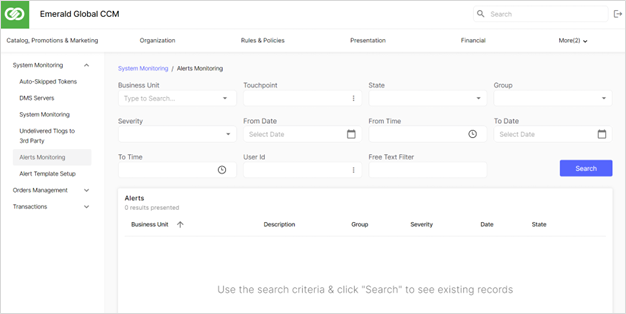 Emerald Global CCM
Search
Catalog, Promotions & Marketing
Organization
Rules & Policies
Presentation
Financial
More(2)
System Monitoring
Auto-Skipped Tokens
DMS Servers
System Monitoring
Undelivered Tlogs to
3rd Party
Alerts Monitoring
Alert Template Setup
Orders Management
Transactions
System Monitoring / Alerts Monitoring
Business Unit
Type to Search...
Touchpoint
State
Group
Severity
From Date
Select Date
From Time
To Date
Select Date
To Time
User Id
Free Text Filter
Search
Alerts
0 results presented
Business Unit
Description
Group
Severity
Date
State
Use the search criteria & click "Search" to see existing records